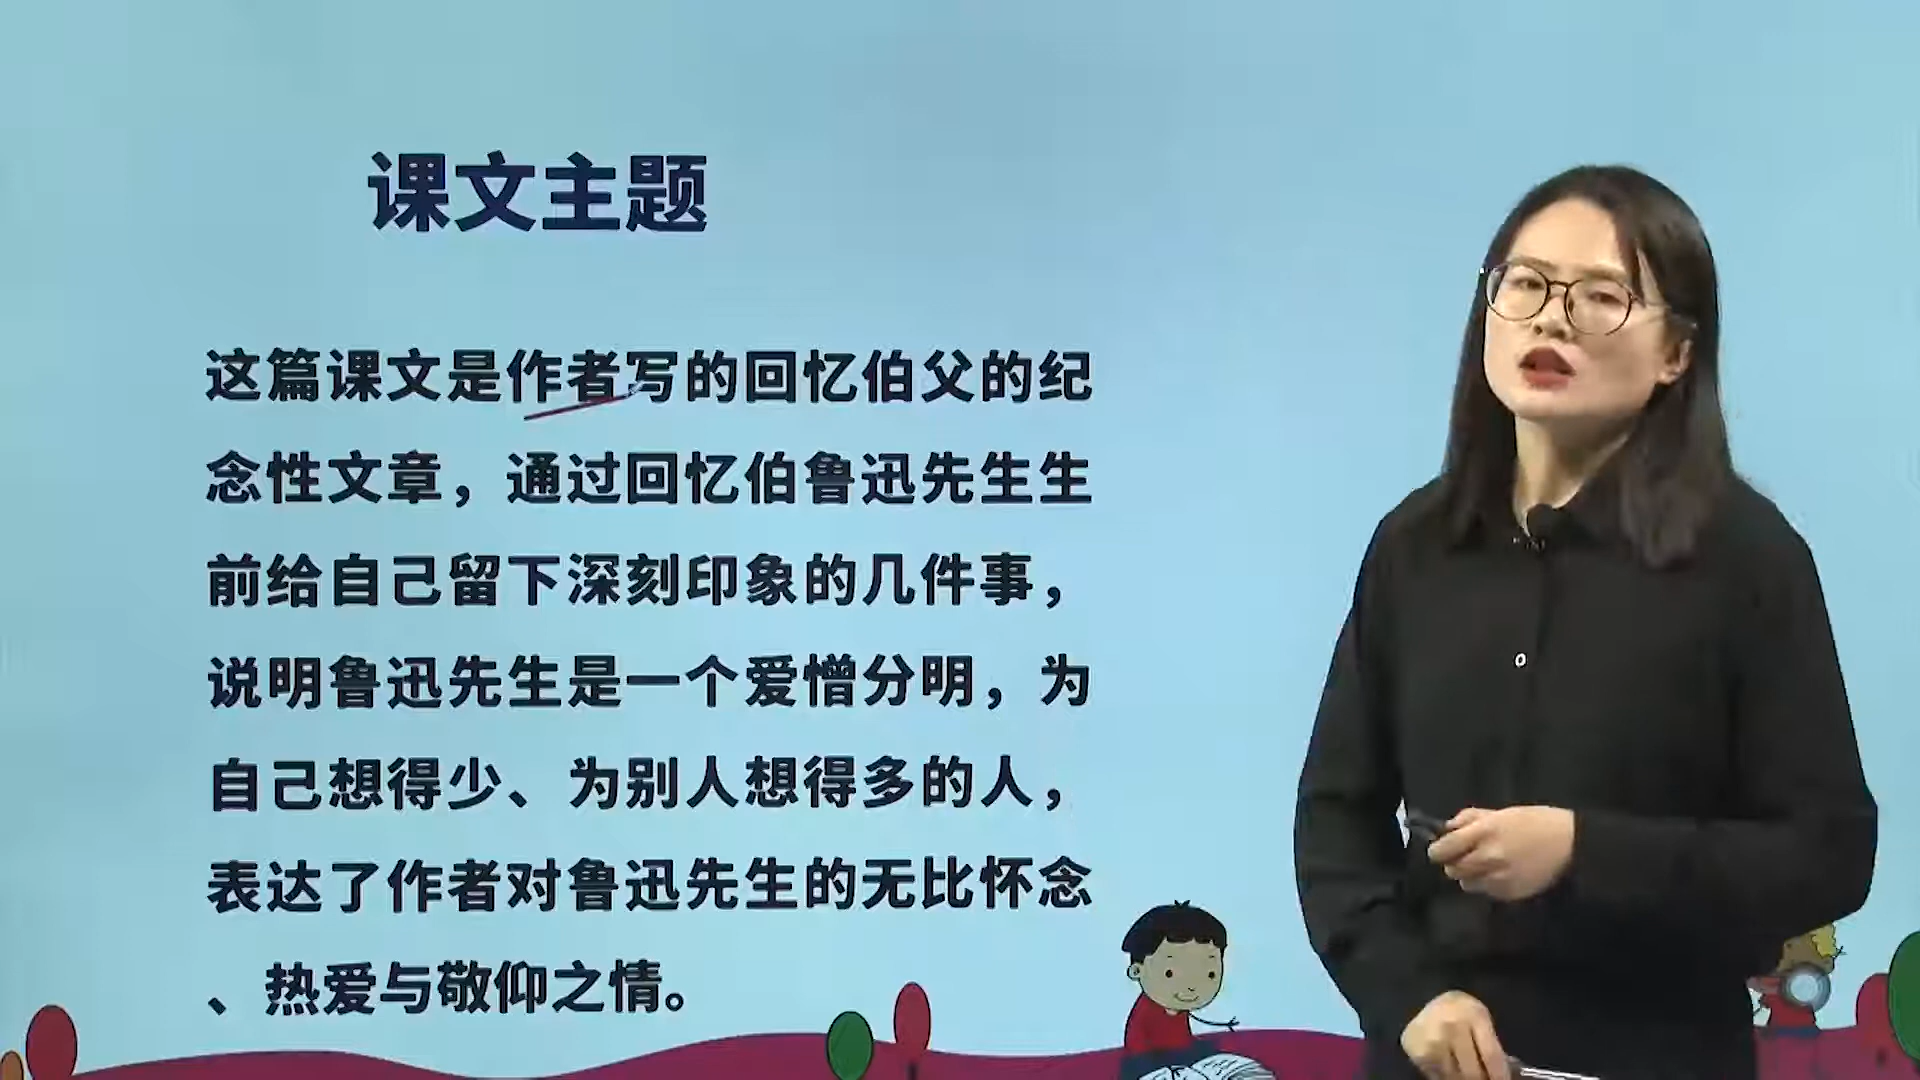 课文主题
这篇课文是作者写的回忆伯父的纪
念性文章，通过回忆伯鲁迅先生生
前给自己留下深刻印象的几件事，
说明鲁迅先生是一个爱憎分明，为
自己想得少、为别人想得多的人，
表达了作者对鲁迅先生的无比怀念
、热爱与敬仰之情。